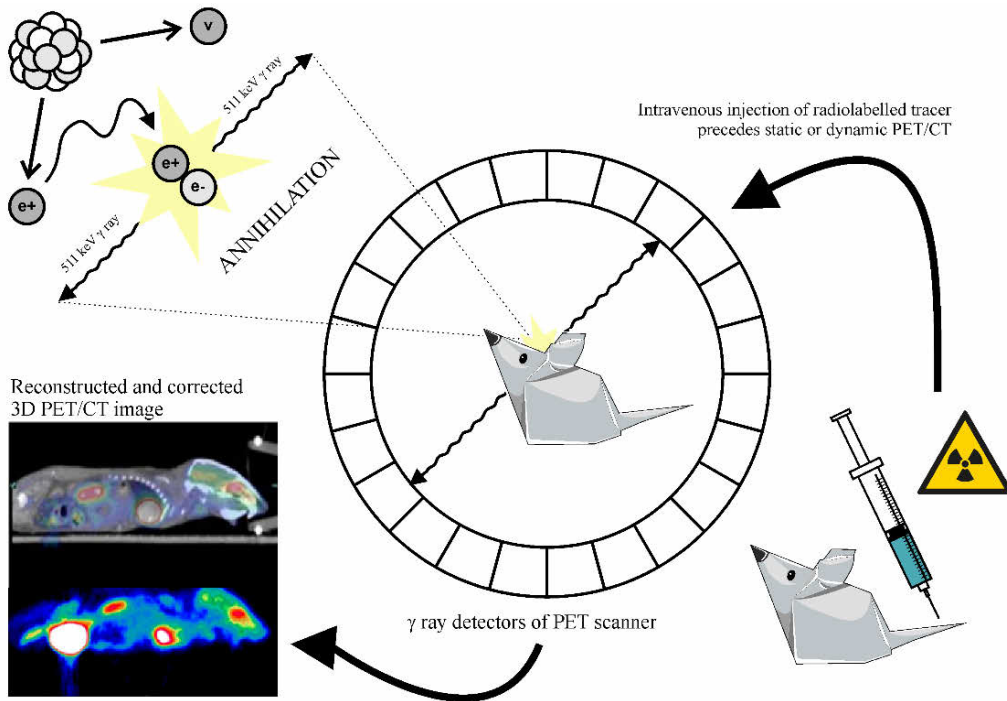 v
511 keV γ ray
e+
e-
e+
511 keV γ ray
ANNIHILATION
Intravenous injection of radiolabelled tracer
precedes static or dynamic PET/CT
Reconstructed and corrected
3D PET/CT image
γ ray detectors of PET scanner